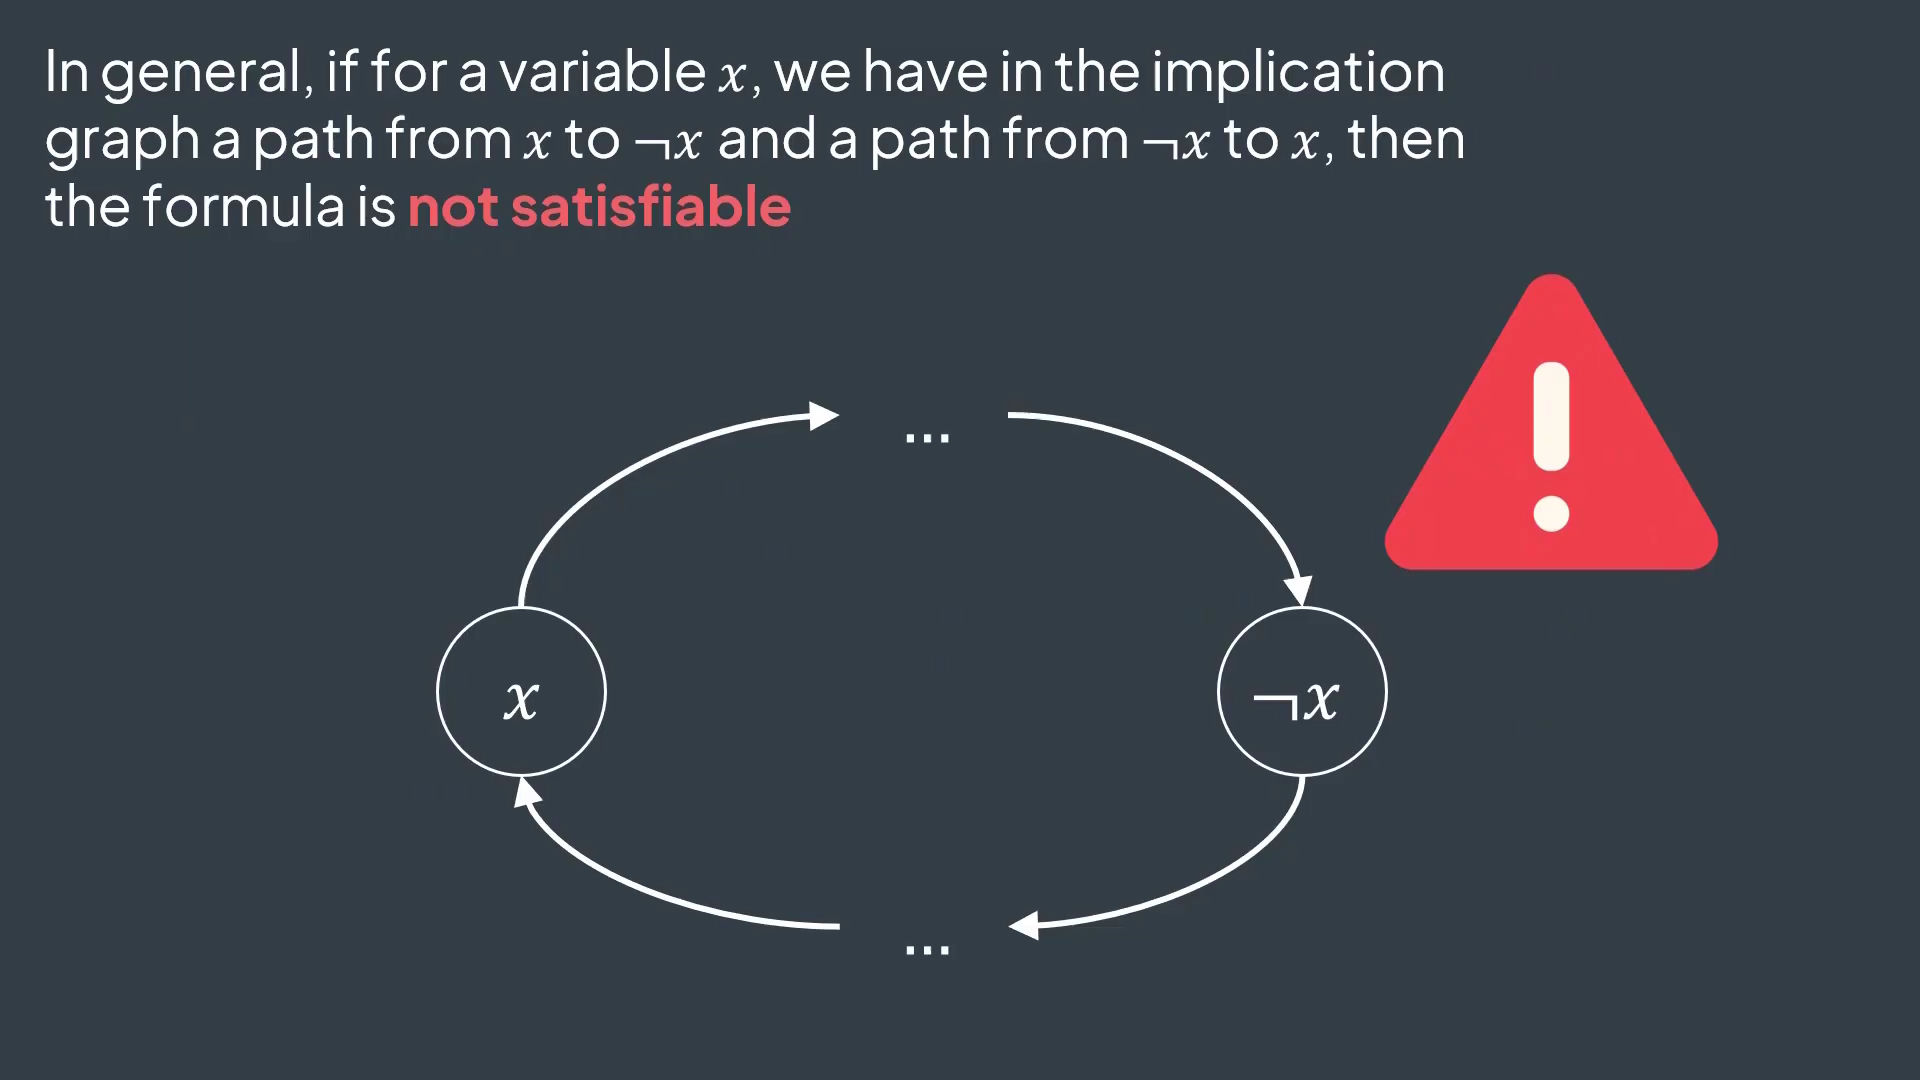 In general, if for a variable x, we have in the implication
graph a path from x to ¬x and a path from ¬x to x, then
the formula is not satisfiable
...
x
¬x
...